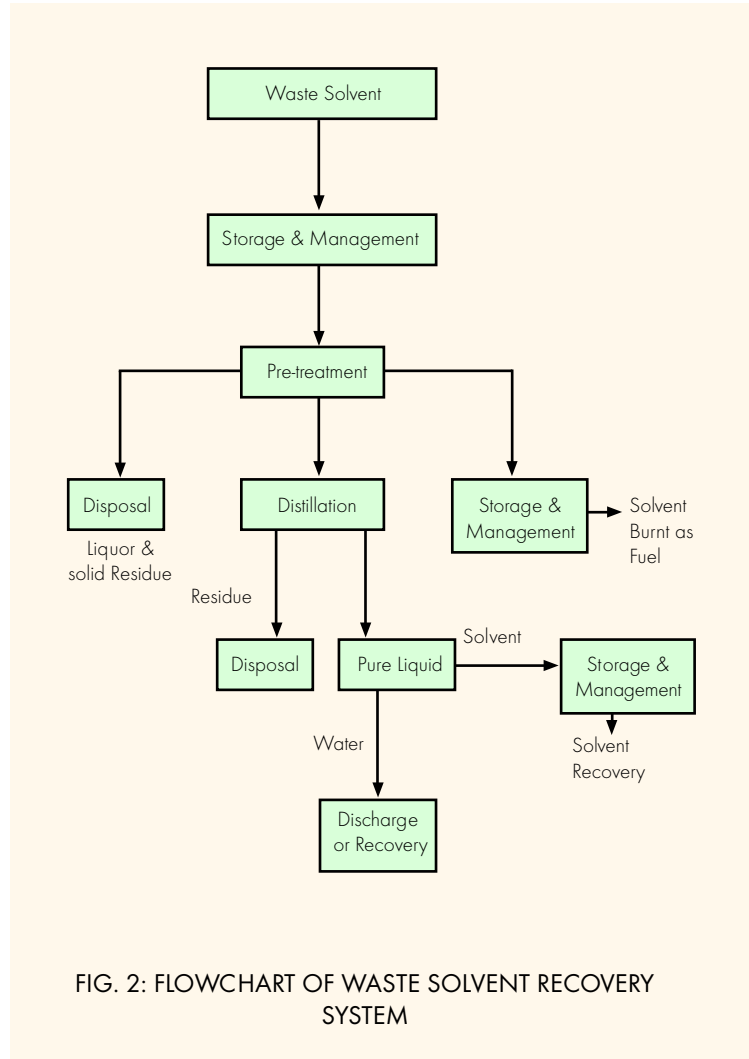 Waste Solvent
Storage & Management
Pre-treatment
Disposal
Liquor &
solid Residue
Distillation
Storage &
Management
Solvent
Burnt as
Fuel
Residue
Disposal
Pure Liquid
Solvent
Storage &
Management
Solvent
Recovery
Water
Discharge
or Recovery
FIG. 2: FLOWCHART OF WASTE SOLVENT RECOVERY
SYSTEM